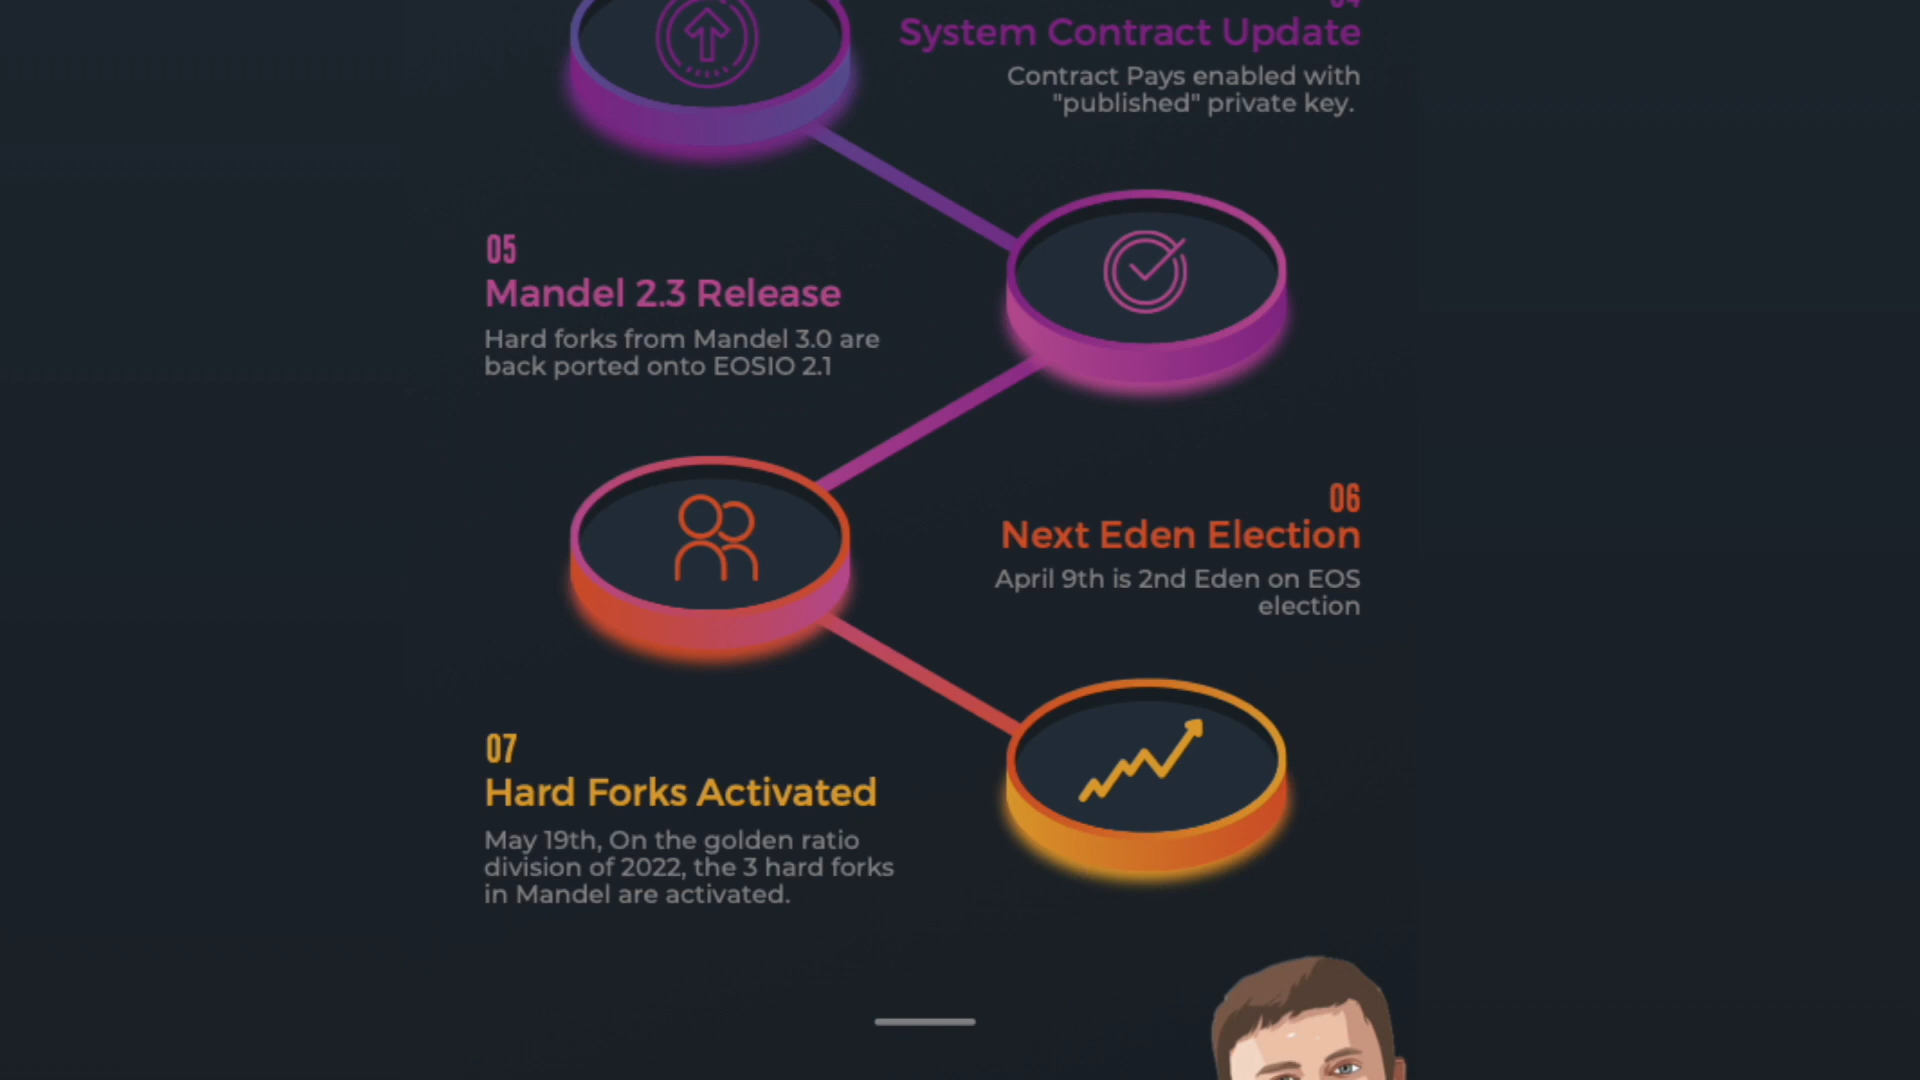 04
System Contract Update
Contract Pays enabled with
"published" private key.
05
Mandel 2.3 Release
Hard forks from Mandel 3.0 are
back ported onto EOSIO 2.1
06
Next Eden Election
April 9th is 2nd Eden on EOS
election
07
Hard Forks Activated
May 19th, On the golden ratio
division of 2022, the 3 hard forks
in Mandel are activated.